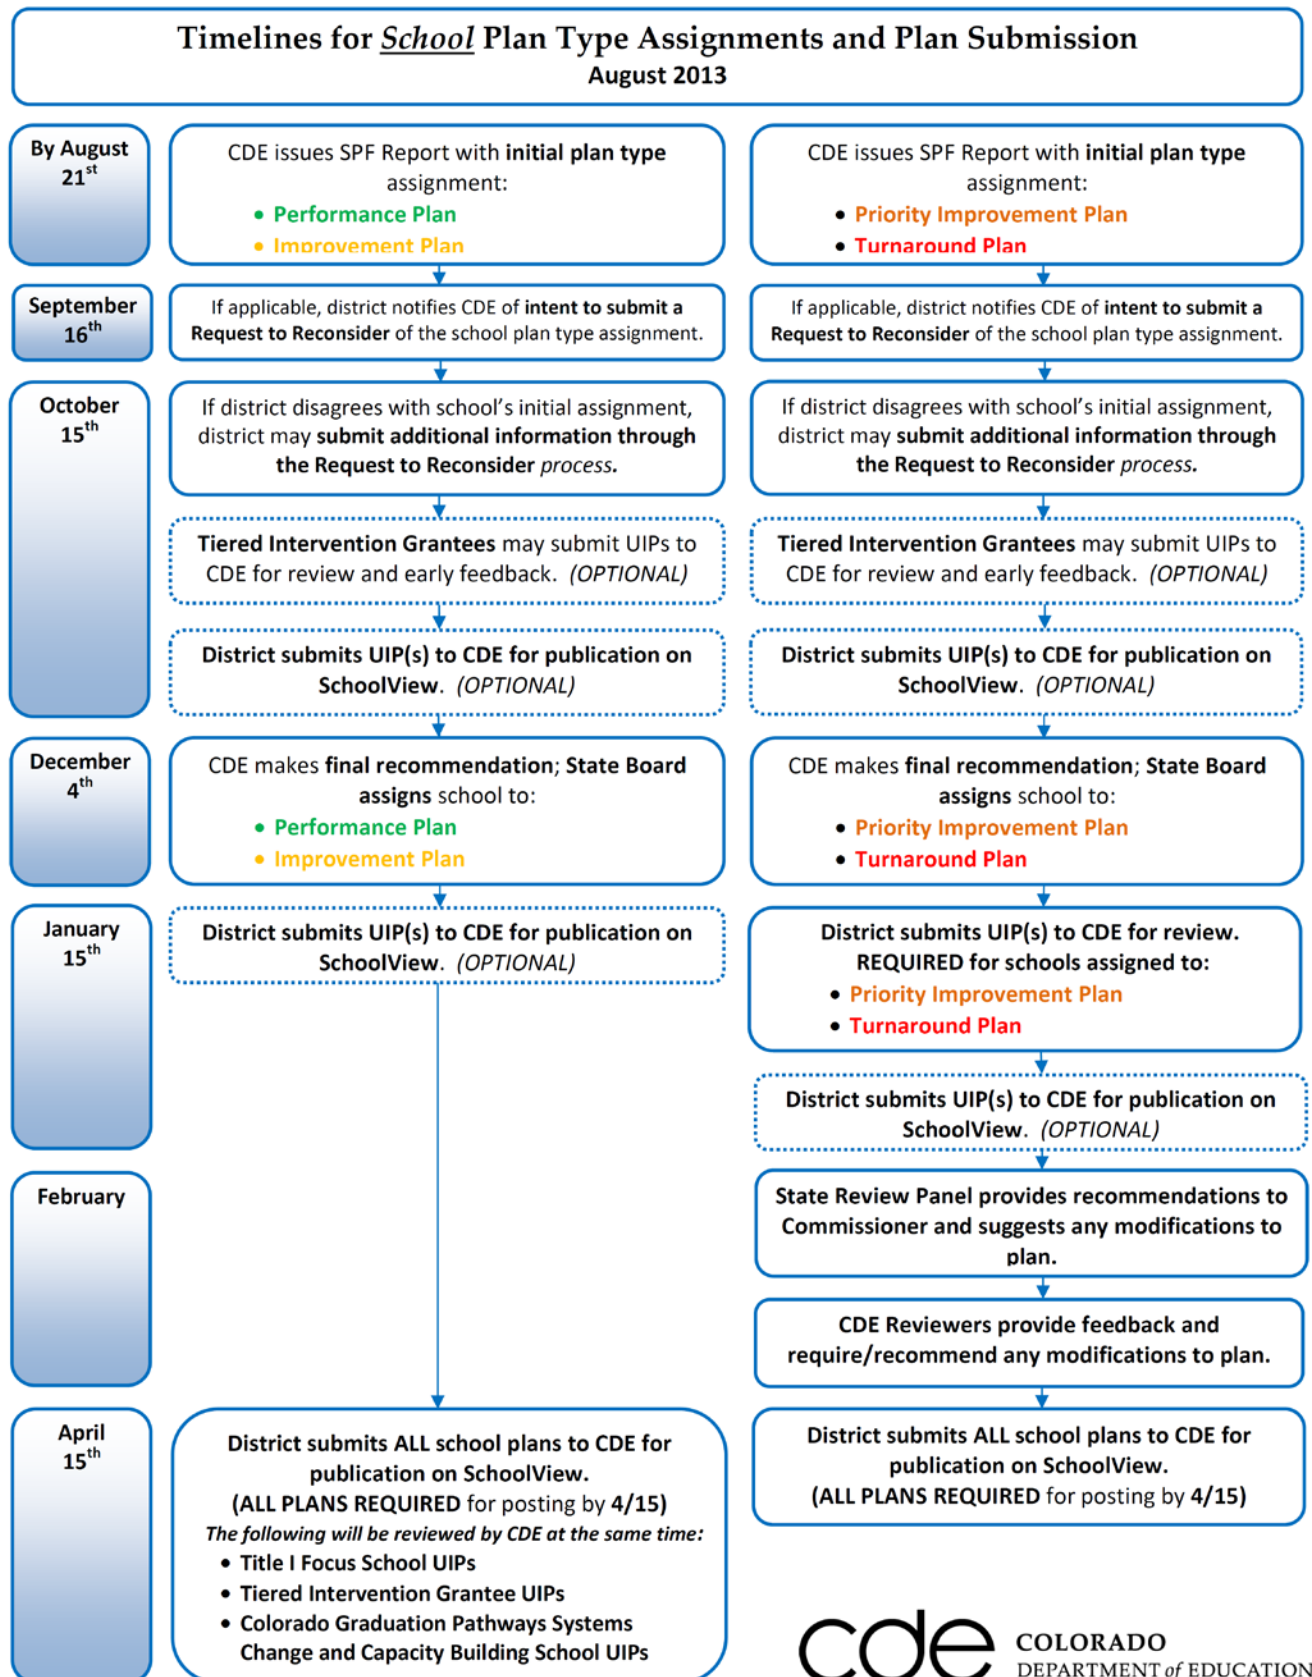 Timelines for School Plan Type Assignments and Plan Submission
August 2013
By August
21st
CDE issues SPF Report with initial plan type
assignment:
• Performance Plan
• Improvement Plan
CDE issues SPF Report with initial plan type
assignment:
• Priority Improvement Plan
• Turnaround Plan
September
16th
If applicable, district notifies CDE of intent to submit a
Request to Reconsider of the school plan type assignment.
If applicable, district notifies CDE of intent to submit a
Request to Reconsider of the school plan type assignment.
October
15th
If district disagrees with school's initial assignment,
district may submit additional information through
the Request to Reconsider process.
If district disagrees with school's initial assignment,
district may submit additional information through
the Request to Reconsider process.
Tiered Intervention Grantees may submit UIPs to
CDE for review and early feedback. (OPTIONAL)
Tiered Intervention Grantees may submit UIPs to
CDE for review and early feedback. (OPTIONAL)
District submits UIP(s) to CDE for publication on
SchoolView. (OPTIONAL)
District submits UIP(s) to CDE for publication on
SchoolView. (OPTIONAL)
December
4th
CDE makes final recommendation; State Board
assigns school to:
• Performance Plan
• Improvement Plan
CDE makes final recommendation; State Board
assigns school to:
• Priority Improvement Plan
• Turnaround Plan
January
15th
District submits UIP(s) to CDE for publication on
SchoolView. (OPTIONAL)
District submits UIP(s) to CDE for review.
REQUIRED for schools assigned to:
• Priority Improvement Plan
• Turnaround Plan
District submits UIP(s) to CDE for publication on
SchoolView. (OPTIONAL)
February
State Review Panel provides recommendations to
Commissioner and suggests any modifications to
plan.
CDE Reviewers provide feedback and
require/recommend any modifications to plan.
April
15th
District submits ALL school plans to CDE for
publication on SchoolView.
(ALL PLANS REQUIRED for posting by 4/15)
The following will be reviewed by CDE at the same time:
• Title I Focus School UIPs
• Tiered Intervention Grantee UIPs
• Colorado Graduation Pathways Systems
Change and Capacity Building School UIPs
District submits ALL school plans to CDE for
publication on SchoolView.
(ALL PLANS REQUIRED for posting by 4/15)
cde
COLORADO
DEPARTMENT of EDUCATION